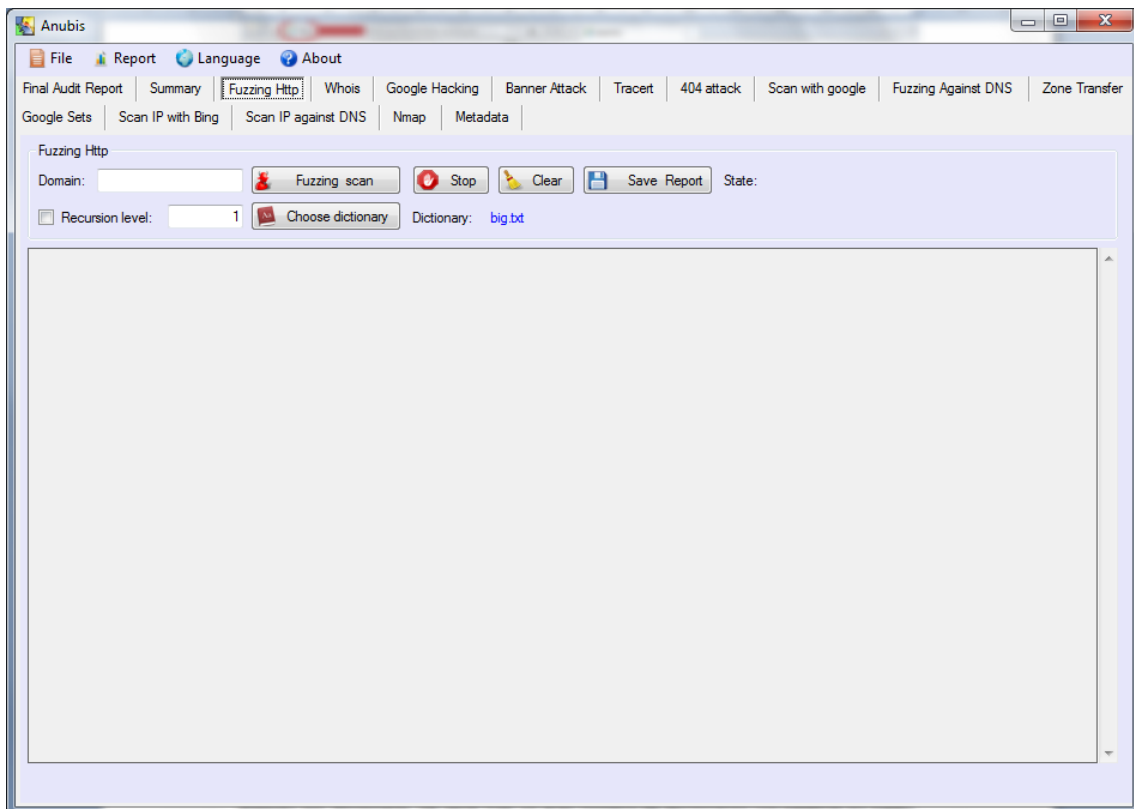 Anubis
File Report Language About
Final Audit Report Summary Fuzzing Http Whois Google Hacking Banner Attack Tracert 404 attack Scan with google Fuzzing Against DNS Zone Transfer
Google Sets Scan IP with Bing Scan IP against DNS Nmap Metadata
Fuzzing Http
Domain: Fuzzing scan Stop Clear Save Report State:
Recursion level: 1 Choose dictionary Dictionary: big.txt